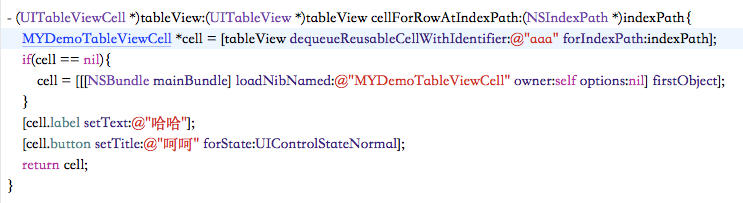 - (UITableViewCell *)tableView:(UITableView *)tableView cellForRowAtIndexPath:(NSIndexPath *)indexPath{
MYDemoTableViewCell *cell = [tableView dequeueReusableCellWithIdentifier:@"aaa" forIndexPath:indexPath];
if(cell == nil){
cell = [[[NSBundle mainBundle] loadNibNamed:@"MYDemoTableViewCell" owner:self options:nil] firstObject];
}
[cell.label setText:@"哈哈"];
[cell.button setTitle:@"呵呵" forState:UIControlStateNormal];
return cell;
}